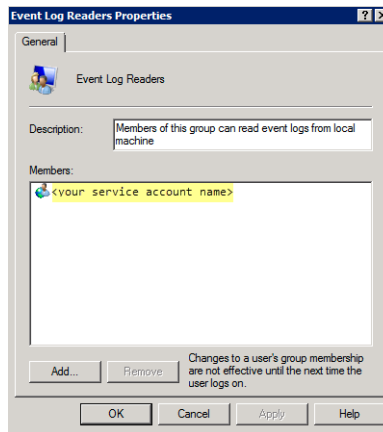 Event Log Readers Properties
General
Event Log Readers
Description:
Members of this group can read event logs from local
machine
Members:
<your service account name>
Changes to a user's group membership
are not effective until the next time the
user logs on.
Add...
Remove
OK
Cancel
Apply
Help